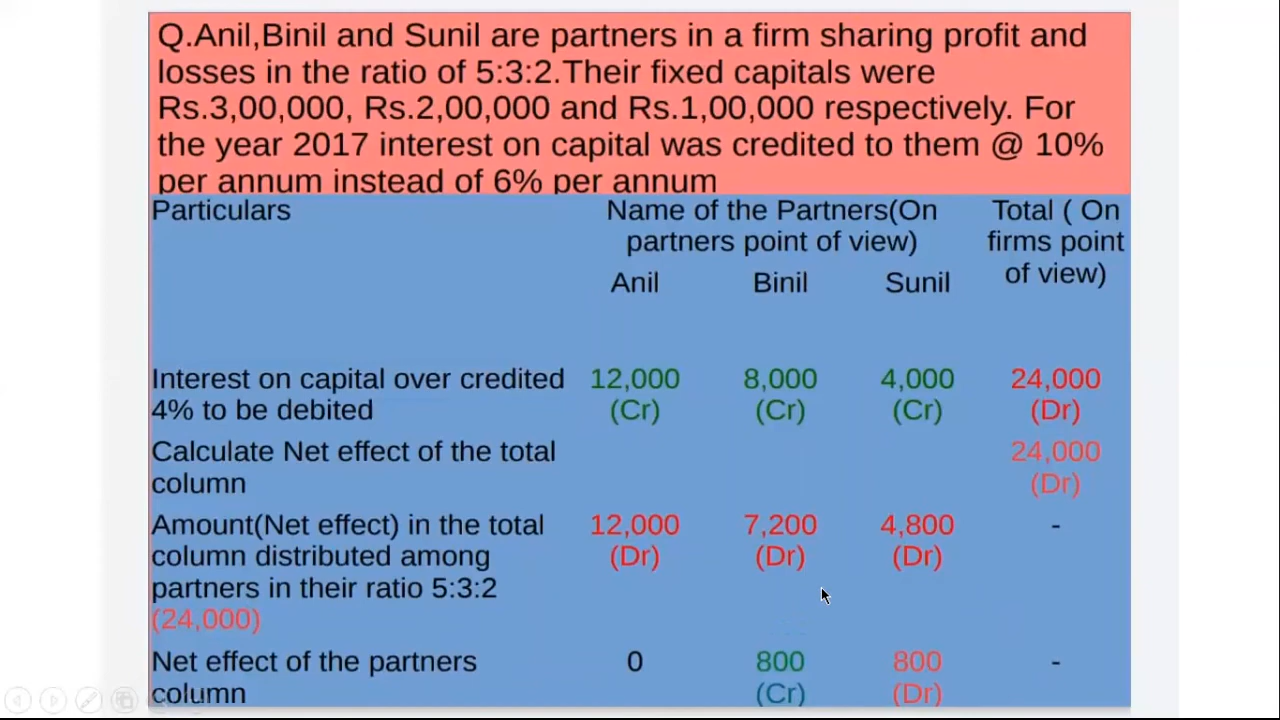 Q.Anil,Binil and Sunil are partners in a firm sharing profit and
losses in the ratio of 5:3:2.Their fixed capitals were
Rs.3,00,000, Rs.2,00,000 and Rs.1,00,000 respectively. For
the year 2017 interest on capital was credited to them @ 10%
per annum instead of 6% per annum
Particulars
Name of the Partners(On
partners point of view)
Total ( On
firms point
of view)
Anil Binil Sunil
Interest on capital over credited
4% to be debited
12,000
(Cr)
8,000
(Cr)
4,000
(Cr)
24,000
(Dr)
Calculate Net effect of the total
column
24,000
(Dr)
Amount(Net effect) in the total
column distributed among
partners in their ratio 5:3:2
(24,000)
12,000
(Dr)
7,200
(Dr)
4,800
(Dr)
-
Net effect of the partners
column
0
800
(Cr)
800
(Dr)
-